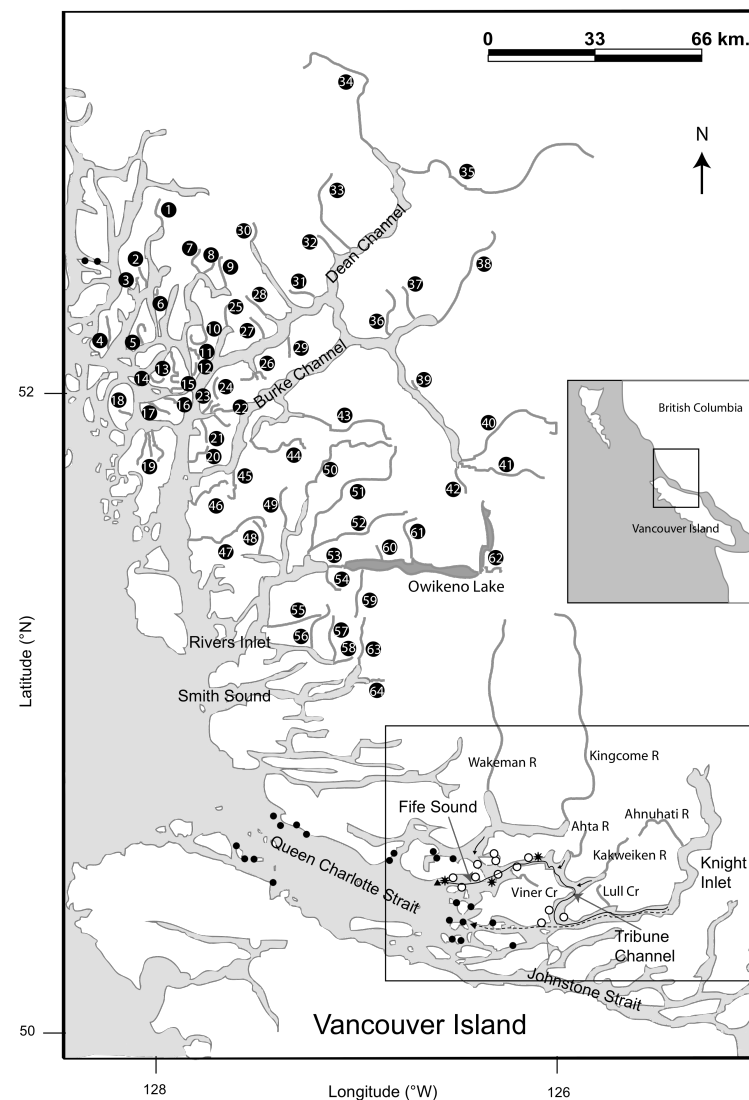 0 33 66 km.
N
34
35
33
1
30
32
Dean Channel
7
8
2
9
38
3
31
37
28
6
25
36
10
27
4
5
29
11
26
Burke Channel
13
12
14
15
39
24
52
18
23
16
22
17
43
40
21
20
44
19
50
41
45
42
51
46
49
52
61
48
60
47
53
62
54
Owikeno Lake
59
55
57
56
Rivers Inlet
58
63
Smith Sound
64
British Columbia
Vancouver Island
Latitude (°N)
Wakeman R
Kingcome R
Fife Sound
Ahta R
Ahnuhati R
Kakweiken R
Knight
Inlet
Queen Charlotte Strait
Viner Cr
Lull Cr
Tribune
Channel
Johnstone Strait
Vancouver Island
50
128
Longitude (°W)
126